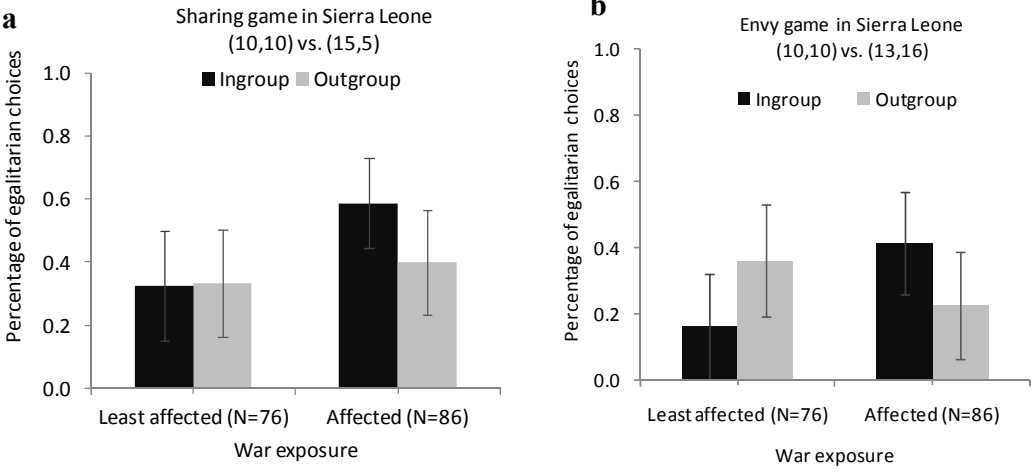 a
Sharing game in Sierra Leone
(10,10) vs. (15,5)
Percentage of egalitarian choices
1.0
0.8
0.6
0.4
0.2
0.0
Ingroup
Outgroup
Least affected (N=76)
Affected (N=86)
War exposure
b
Envy game in Sierra Leone
(10,10) vs. (13,16)
Percentage of egalitarian choices
1.0
0.8
0.6
0.4
0.2
0.0
Ingroup
Outgroup
Least affected (N=76)
Affected (N=86)
War exposure